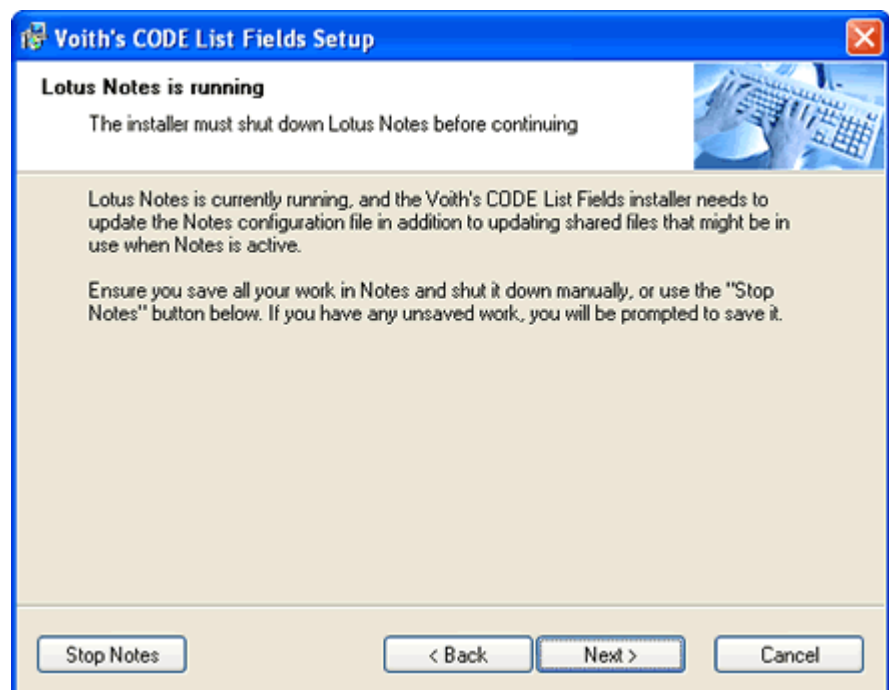 Voith's CODE List Fields Setup
Lotus Notes is running
The installer must shut down Lotus Notes before continuing
Lotus Notes is currently running, and the Voith's CODE List Fields installer needs to
update the Notes configuration file in addition to updating shared files that might be in
use when Notes is active.
Ensure you save all your work in Notes and shut it down manually, or use the "Stop
Notes" button below. If you have any unsaved work, you will be prompted to save it.
Stop Notes
< Back
Next >
Cancel